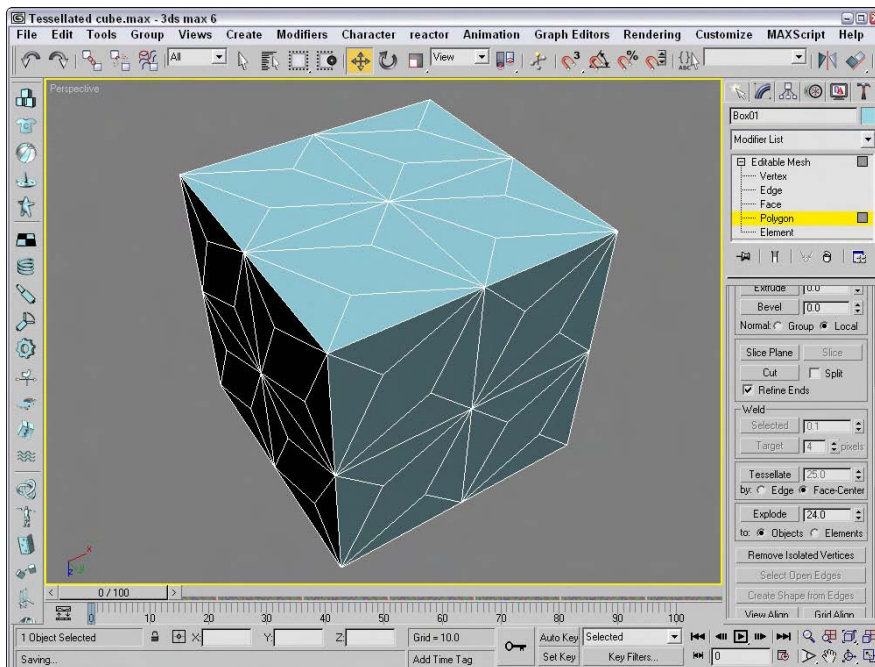 Tessellated cube.max - 3ds max 6
File Edit Tools Group Views Create Modifiers Character reactor Animation Graph Editors Rendering Customize MAXScript Help
All
View
Perspective
Box01
Modifier List
Editable Mesh
Vertex
Edge
Face
Polygon
Element
Extrude 0.0
Bevel 0.0
Normal: Group Local
Slice Plane Slice
Cut Split
Refine Ends
Weld
Selected 0.1
Target 4 pixels
Tessellate 25.0
by: Edge Face-Center
Explode 24.0
to: Objects Elements
Remove Isolated Vertices
Select Open Edges
Create Shape from Edges
View Align Grid Align
x
z
0 / 100
0 10 20 30 40 50 60 70 80 90 100
1 Object Selected X: Y: Z: Grid = 10.0 Auto Key Selected
Saving... Add Time Tag Set Key Key Filters... 0